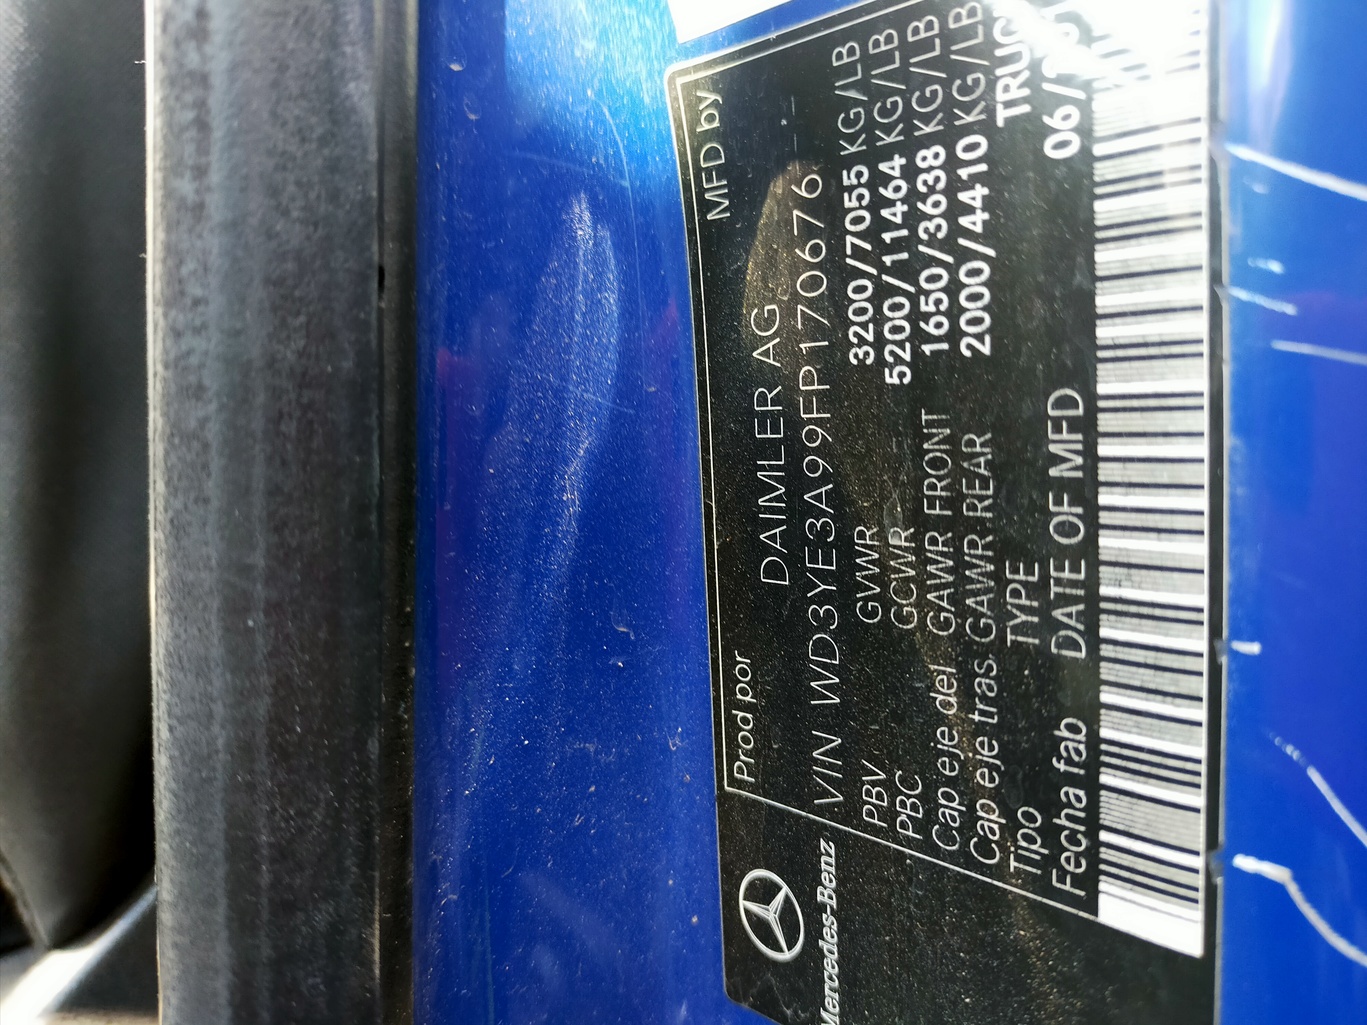 Mercedes-Benz
Prod por DAIMLER AG MFD by
VIN WD3YE3A99FP170676
PBV GVWR 3200/7055 KG/LB
PBC GCWR 5200/11464 KG/LB
Cap eje del GAWR FRONT 1650/3638 KG/LB
Cap eje tras. GAWR REAR 2000/4410 KG/LB
Tipo TYPE
Fecha fab DATE OF MFD 06/